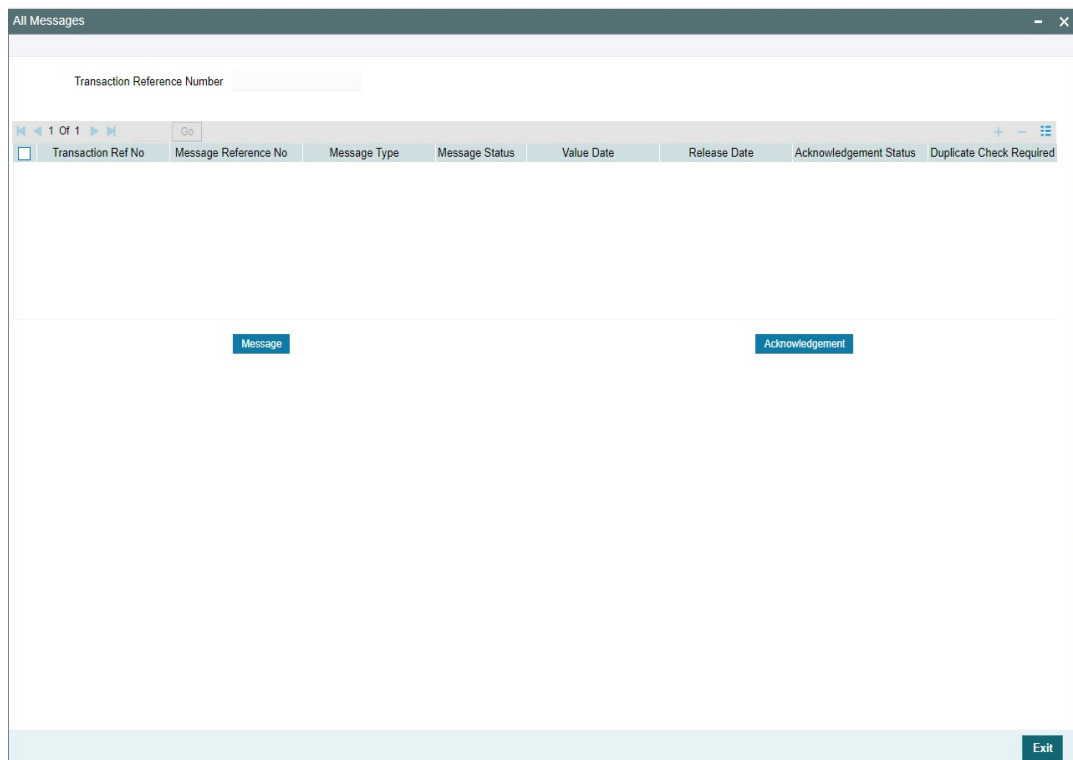 All Messages
Transaction Reference Number
1 Of 1 Go
Transaction Ref No Message Reference No Message Type Message Status Value Date Release Date Acknowledgement Status Duplicate Check Required
Message Acknowledgement
Exit